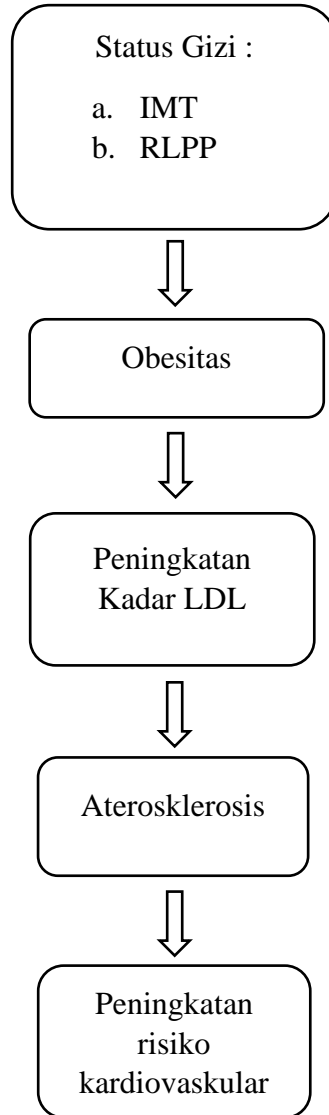 Status Gizi :
a. IMT
b. RLPP
Obesitas
Peningkatan
Kadar LDL
Aterosklerosis
Peningkatan
risiko
kardiovaskular